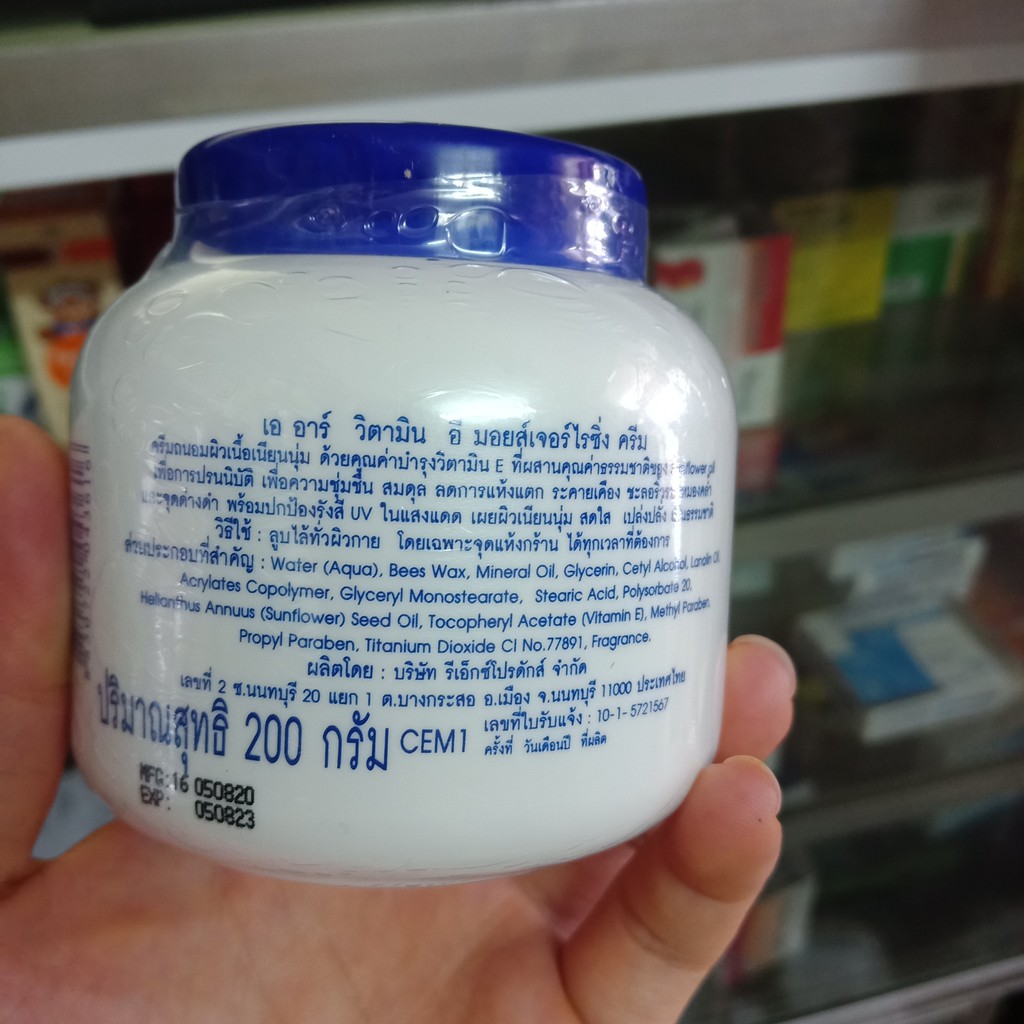 เอ อาร์ วิตามิน อี มอยส์เจอร์ไรซิ่ง ครีม
ครีมถนอมผิวเนื้อเนียนนุ่ม ด้วยคุณค่าบำรุงวิตามิน E ที่ผสานคุณค่าธรรมชาติของ
เพื่อการปรนนิบัติ เพื่อความชุ่มชื้น สมดุล ลดการแห้งแตก ระคายเคือง
และจุดด่างดำ พร้อมปกป้องรังสี UV ในแสงแดด เผยผิวเนียนนุ่ม สดใส เปล่งปลั่ง
วิธีใช้ : ลูบไล้ทั่วผิวกาย โดยเฉพาะจุดแห้งกร้าน ได้ทุกเวลาที่ต้องการ
ส่วนประกอบที่สำคัญ : Water (Aqua), Bees Wax, Mineral Oil, Glycerin, Cetyl Alcohol, Lanolin Oil,
Acrylates Copolymer, Glyceryl Monostearate, Stearic Acid, Polysorbate 20,
Helianthus Annuus (Sunflower) Seed Oil, Tocopheryl Acetate (Vitamin E), Methyl Paraben,
Propyl Paraben, Titanium Dioxide CI No.77891, Fragrance.
ผลิตโดย : บริษัท รีเอ็กซ์โปรดักส์ จำกัด
เลขที่ 2 ซ.นนทบุรี 20 แยก 1 ต.บางกระสอ อ.เมือง จ.นนทบุรี 11000 ประเทศไทย
ปริมาณสุทธิ 200 กรัม CEM1 เลขที่ใบรับแจ้ง : 10-1-5721567
ครั้งที่ วันเดือนปี ที่ผลิต
MFG:16 050820
EXP: 050823